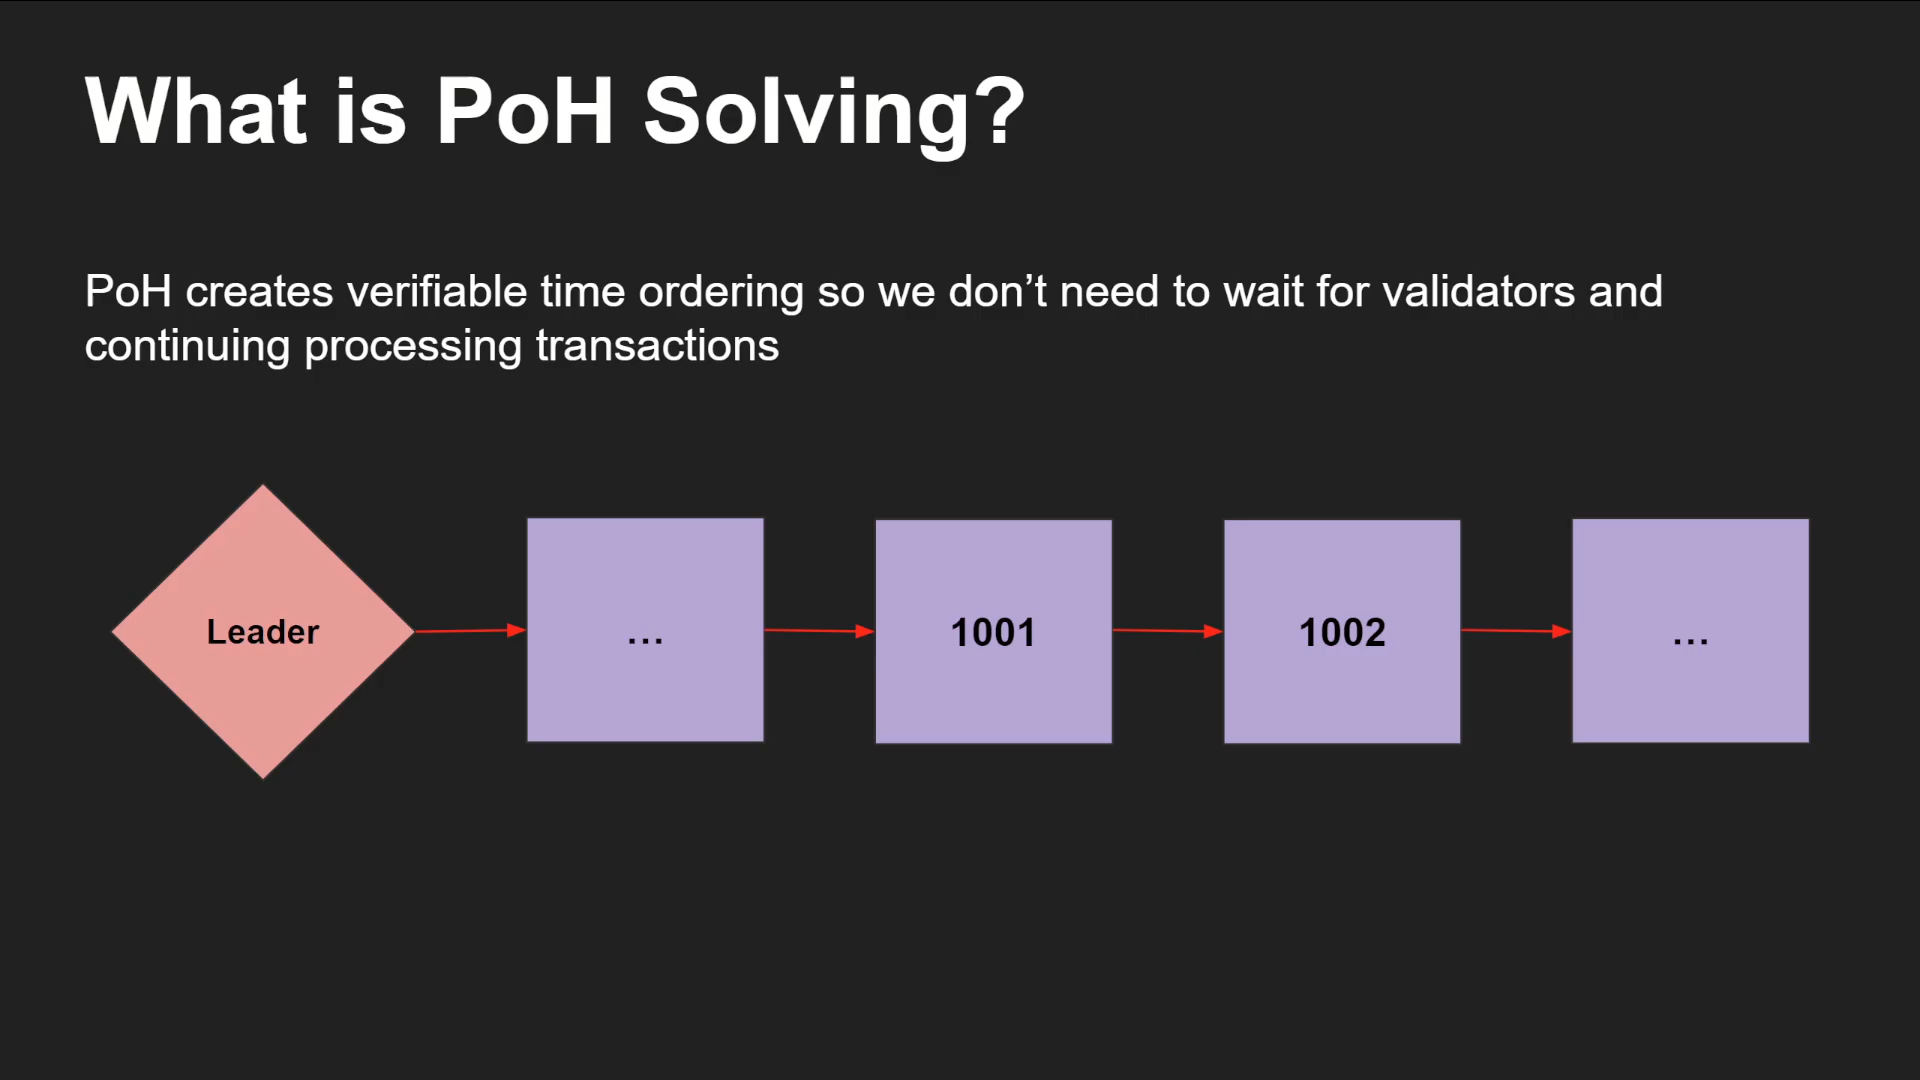 What is PoH Solving?
PoH creates verifiable time ordering so we don’t need to wait for validators and
continuing processing transactions
Leader
...
1001
1002
...